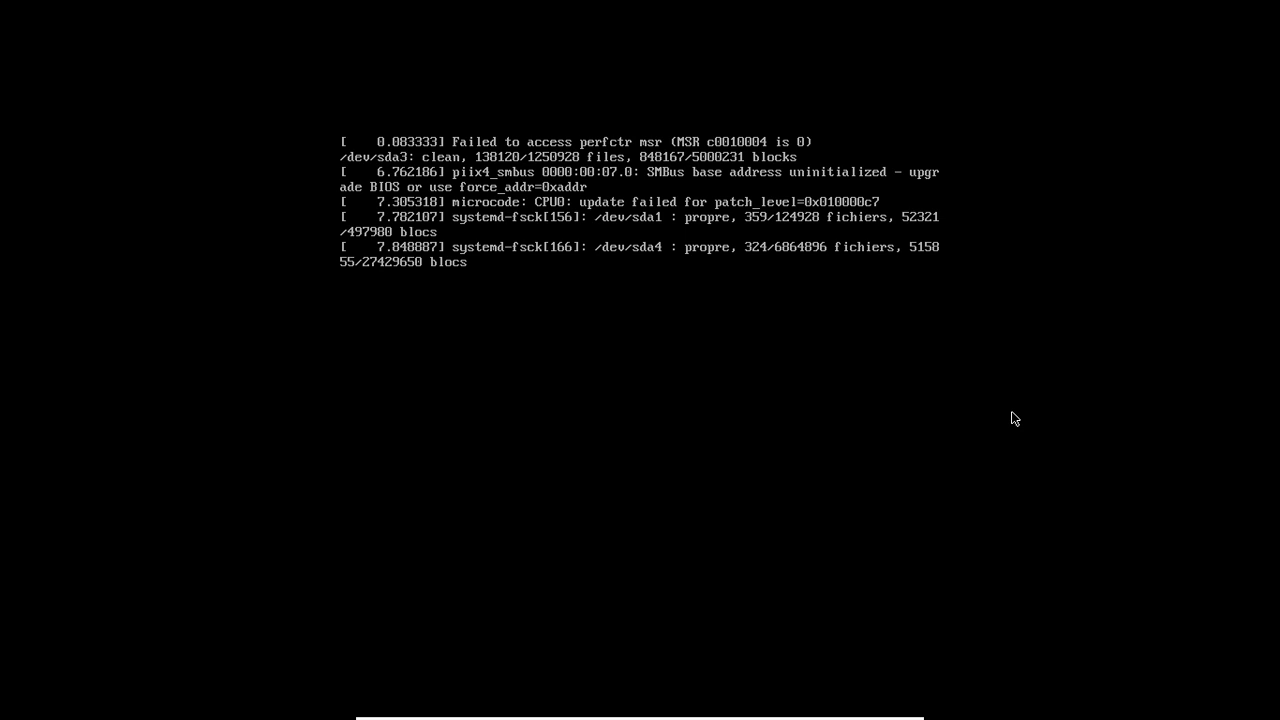 [    0.083333] Failed to access perfctr msr (MSR c0010004 is 0)
/dev/sda3: clean, 138120/1250928 files, 848167/5000231 blocks
[    6.762186] piix4_smbus 0000:00:07.0: SMBus base address uninitialized - upgr
ade BIOS or use force_addr=0xaddr
[    7.305318] microcode: CPU0: update failed for patch_level=0x010000c7
[    7.782107] systemd-fsck[156]: /dev/sda1 : propre, 359/124928 fichiers, 52321
/497980 blocs
[    7.848887] systemd-fsck[166]: /dev/sda4 : propre, 324/6864896 fichiers, 5158
55/27429650 blocs